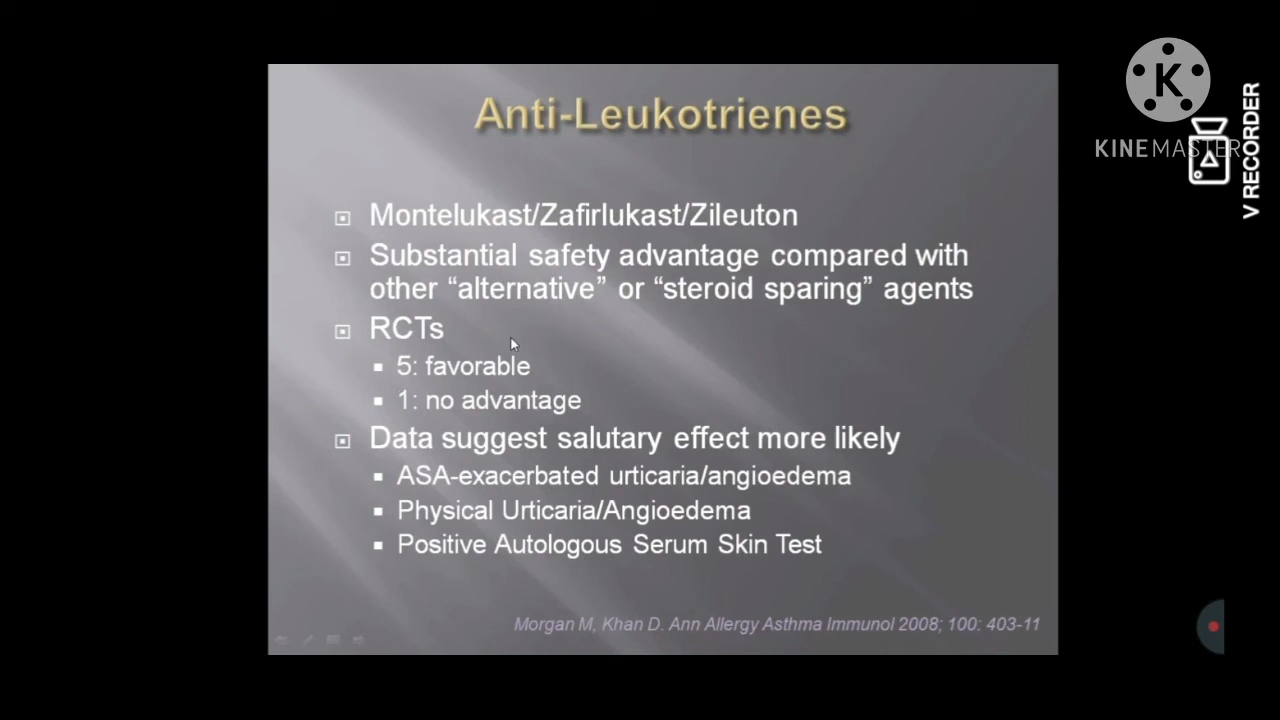 Anti-Leukotrienes
Montelukast/Zafirlukast/Zileuton
Substantial safety advantage compared with
other “alternative” or “steroid sparing” agents
RCTs
5: favorable
1: no advantage
Data suggest salutary effect more likely
ASA-exacerbated urticaria/angioedema
Physical Urticaria/Angioedema
Positive Autologous Serum Skin Test
Morgan M, Khan D. Ann Allergy Asthma Immunol 2008; 100: 403-11
K
KINEMASTER
V RECORDER